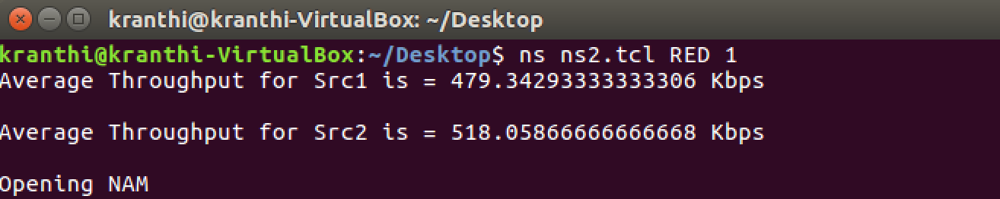 kranthi@kranthi-VirtualBox: ~/Desktop
kranthi@kranthi-VirtualBox:~/Desktop$ ns ns2.tcl RED 1
Average Throughput for Src1 is = 479.34293333333306 Kbps
Average Throughput for Src2 is = 518.05866666666668 Kbps
Opening NAM